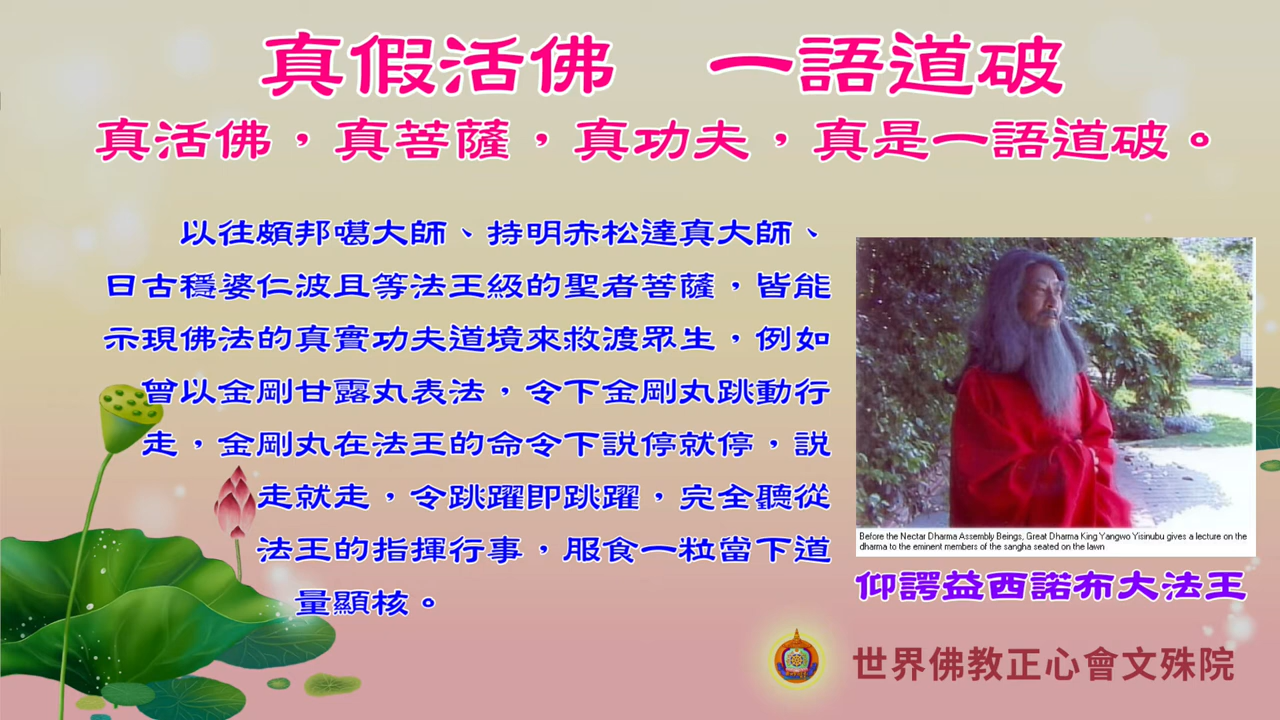 真假活佛　一語道破
真活佛，真菩薩，真功夫，真是一語道破。
以往頗邦噶大師、持明赤松達真大師、
日古穩婆仁波且等法王級的聖者菩薩，皆能
示現佛法的真實功夫道境來救渡眾生，例如
曾以金剛甘露丸表法，令下金剛丸跳動行
走，金剛丸在法王的命令下說停就停，說
走就走，令跳躍即跳躍，完全聽從
法王的指揮行事，服食一粒當下道
量顯核。
Before the Nectar Dharma Assembly Beings, Great Dharma King Yangwo Yisinubu gives a lecture on the
dharma to the eminent members of the sangha seated on the lawn
仰諤益西諾布大法王
世界佛教正心會文殊院